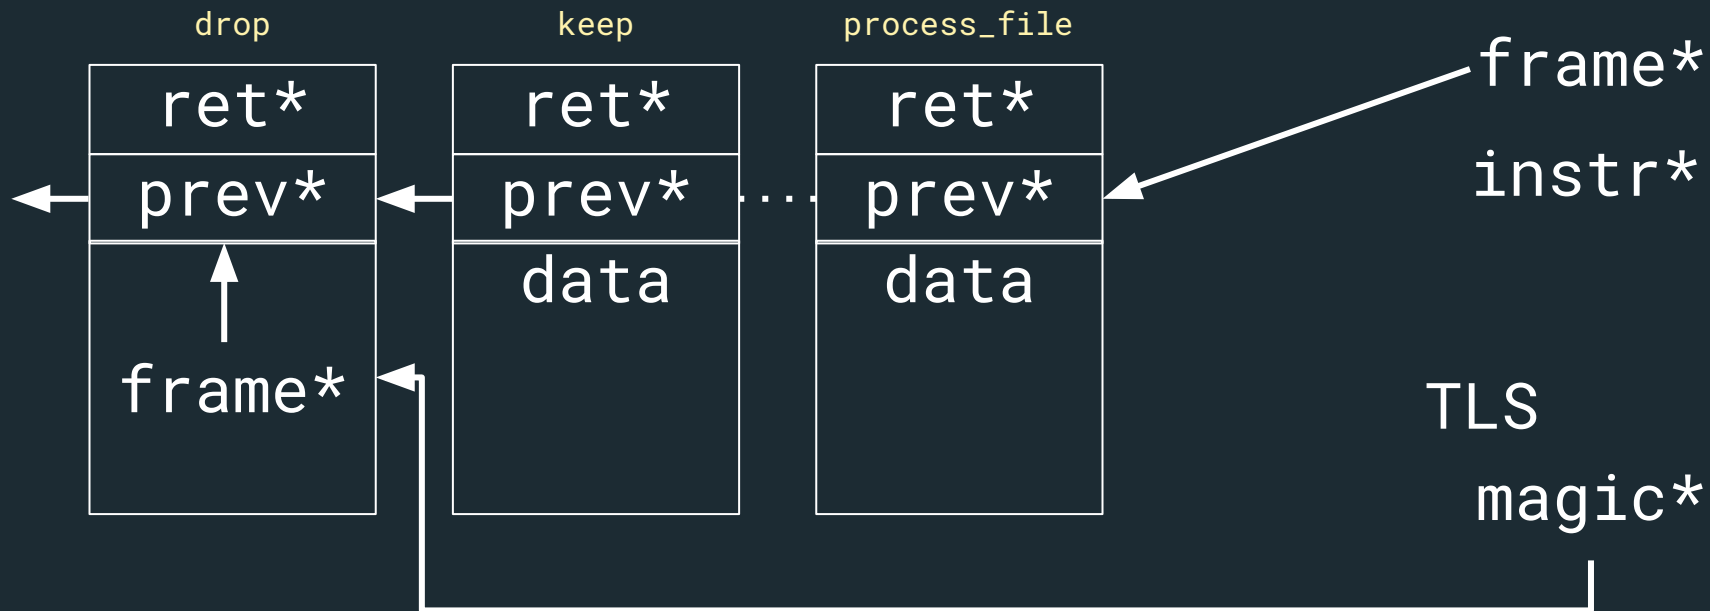 drop
keep
process_file
ret*
prev*
frame*
ret*
prev*
data
ret*
prev*
data
frame*
instr*
TLS
magic*